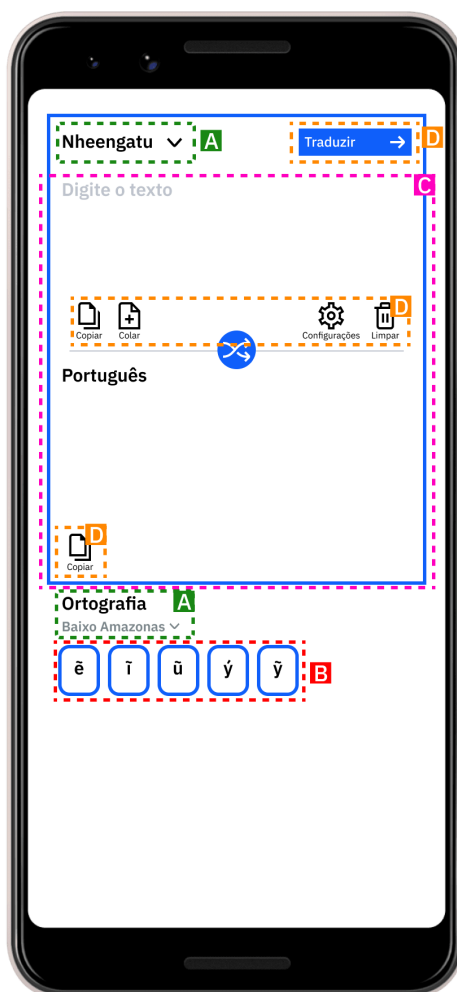 Nheengatu A
Traduzir D
C
Digite o texto
D
Copiar Colar Configurações Limpar
Português
D
Copiar
Ortografia A
Baixo Amazonas
ẽ ĩ ũ ý ỹ B